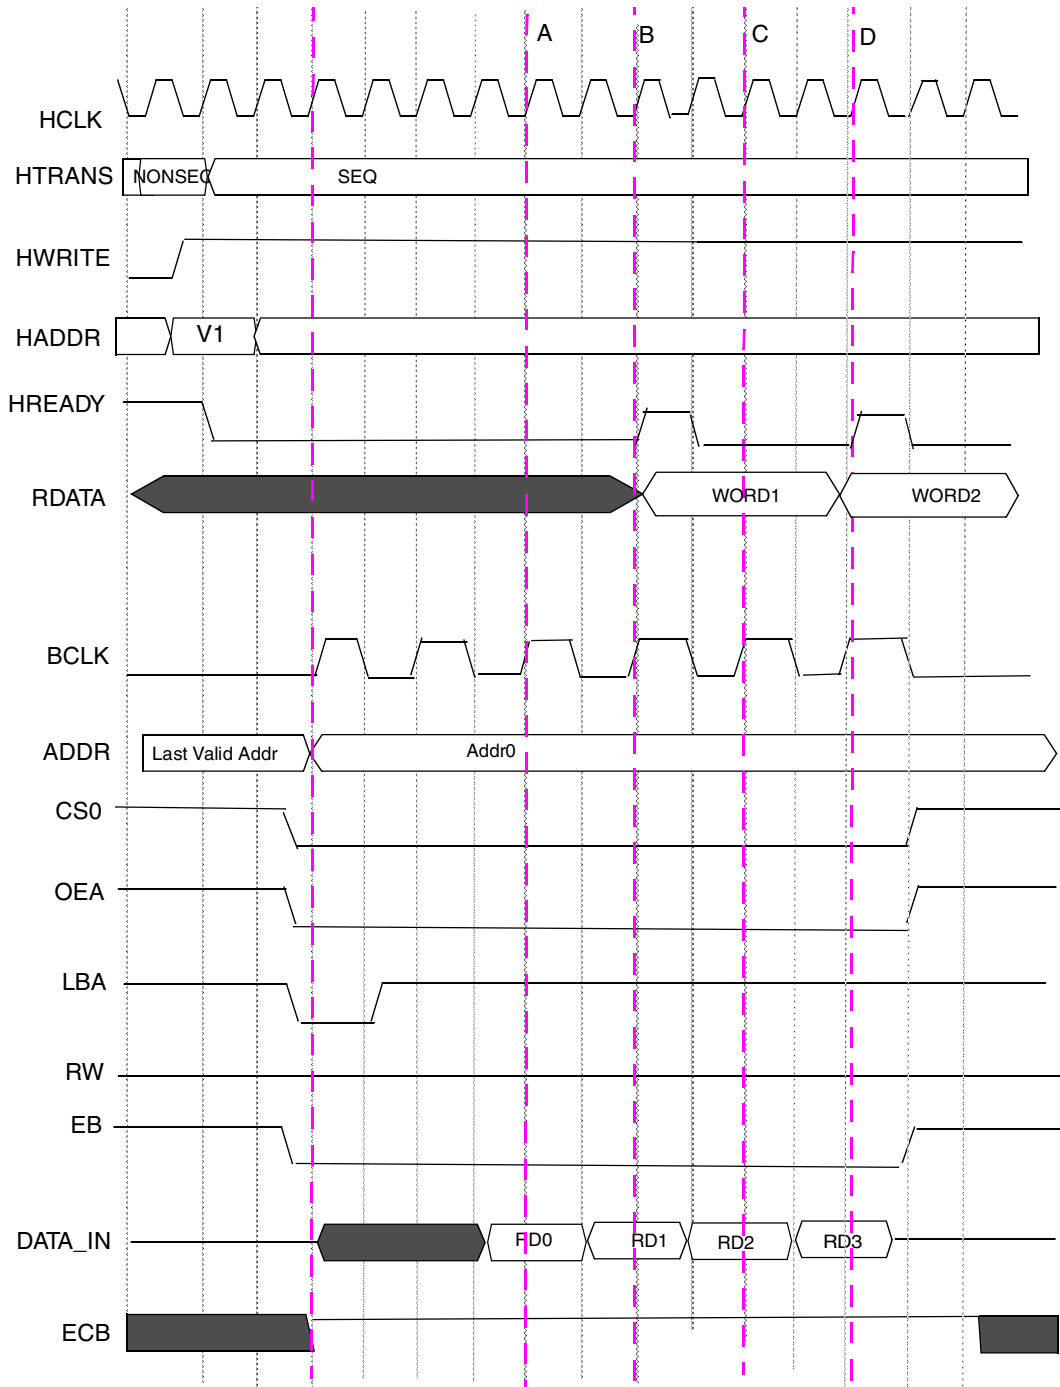 A B C D
HCLK
HTRANS NONSEQ SEQ
HWRITE
HADDR V1
HREADY
RDATA WORD1 WORD2
BCLK
ADDR Last Valid Addr Addr0
CS0
OEA
LBA
RW
EB
DATA_IN RD0 RD1 RD2 RD3
ECB